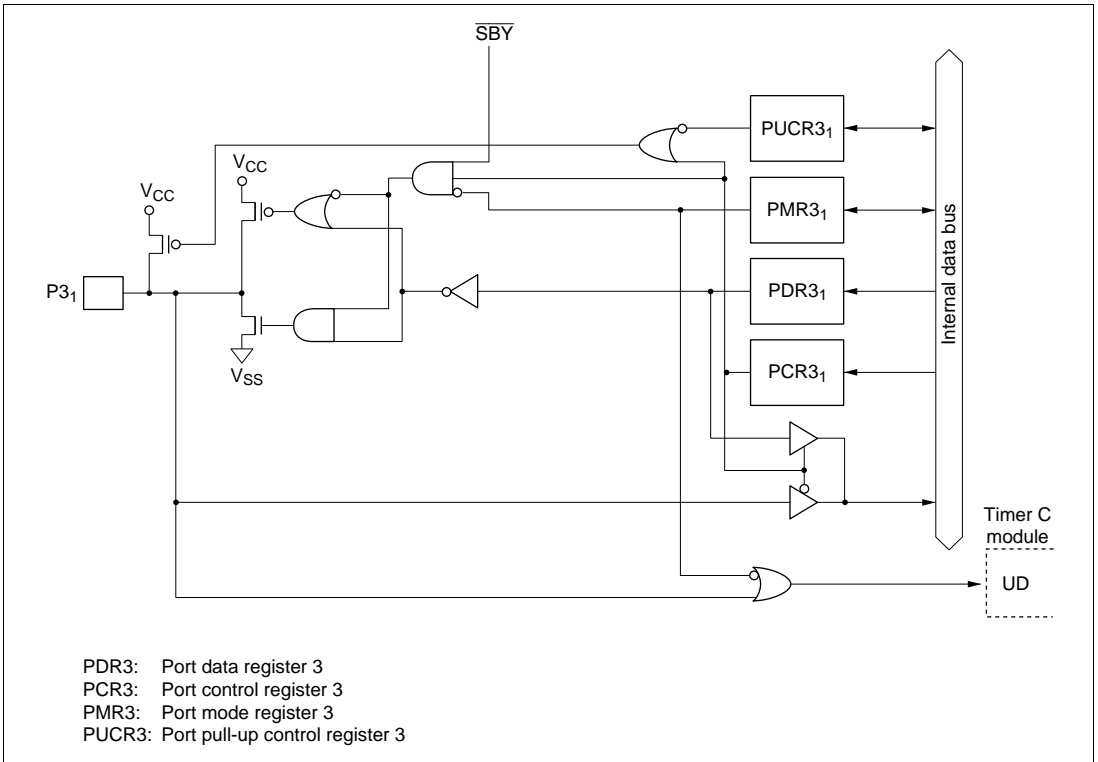 SBY
PUCR3₁
V_CC
V_CC
PMR3₁
Internal data bus
P3₁
PDR3₁
V_SS
PCR3₁
Timer C
module
UD
PDR3: Port data register 3
PCR3: Port control register 3
PMR3: Port mode register 3
PUCR3: Port pull-up control register 3